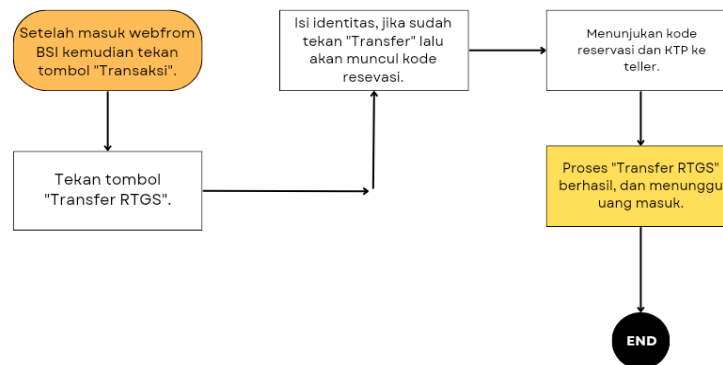 Setelah masuk webfrom
BSI kemudian tekan
tombol "Transaksi".
Tekan tombol
"Transfer RTGS".
Isi identitas, jika sudah
tekan "Transfer" lalu
akan muncul kode
resevasi.
Menunjukan kode
reservasi dan KTP ke
teller.
Proses "Transfer RTGS"
berhasil, dan menunggu
uang masuk.
END